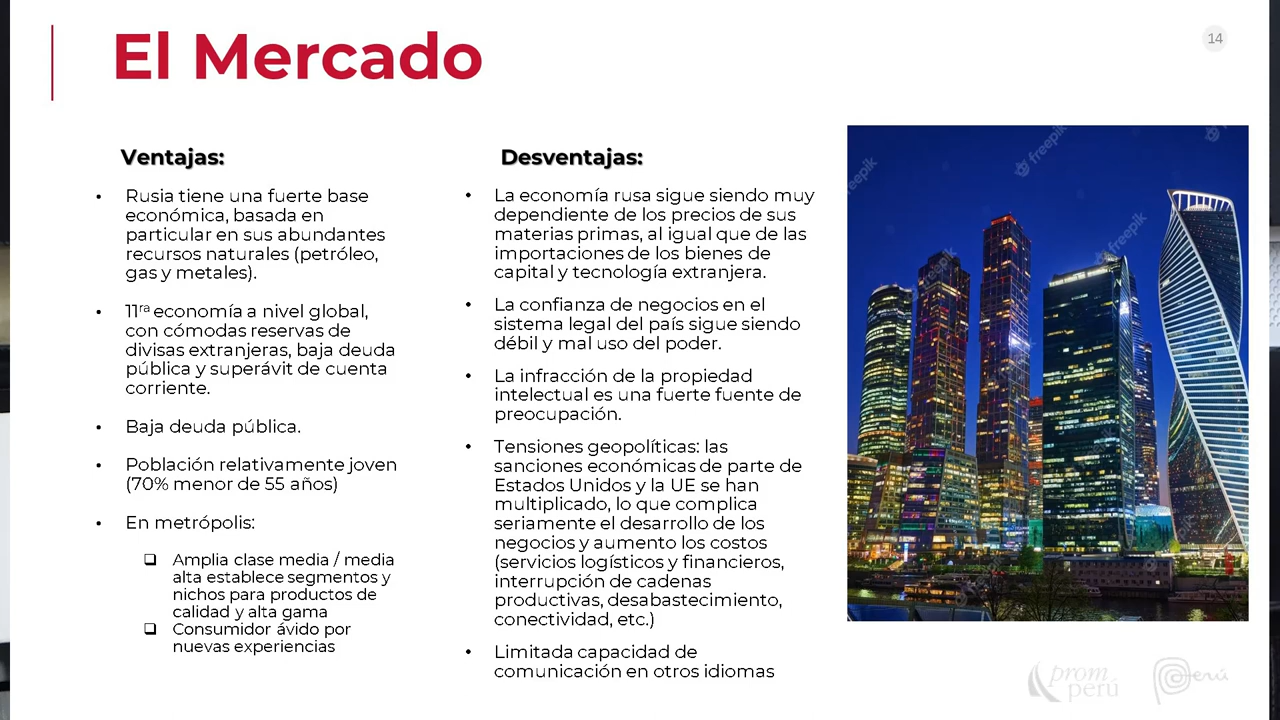 El Mercado
14
Ventajas:
• Rusia tiene una fuerte base
económica, basada en
particular en sus abundantes
recursos naturales (petróleo,
gas y metales).
• 11ra economía a nivel global,
con cómodas reservas de
divisas extranjeras, baja deuda
pública y superávit de cuenta
corriente.
• Baja deuda pública.
• Población relativamente joven
(70% menor de 55 años)
• En metrópolis:
❑ Amplia clase media / media
alta establece segmentos y
nichos para productos de
calidad y alta gama
❑ Consumidor ávido por
nuevas experiencias
Desventajas:
• La economía rusa sigue siendo muy
dependiente de los precios de sus
materias primas, al igual que de las
importaciones de los bienes de
capital y tecnología extranjera.
• La confianza de negocios en el
sistema legal del país sigue siendo
débil y mal uso del poder.
• La infracción de la propiedad
intelectual es una fuerte fuente de
preocupación.
• Tensiones geopolíticas: las
sanciones económicas de parte de
Estados Unidos y la UE se han
multiplicado, lo que complica
seriamente el desarrollo de los
negocios y aumento los costos
(servicios logísticos y financieros,
interrupción de cadenas
productivas, desabastecimiento,
conectividad, etc.)
• Limitada capacidad de
comunicación en otros idiomas
freepik
freepik
freepik
prom
perú
Perú